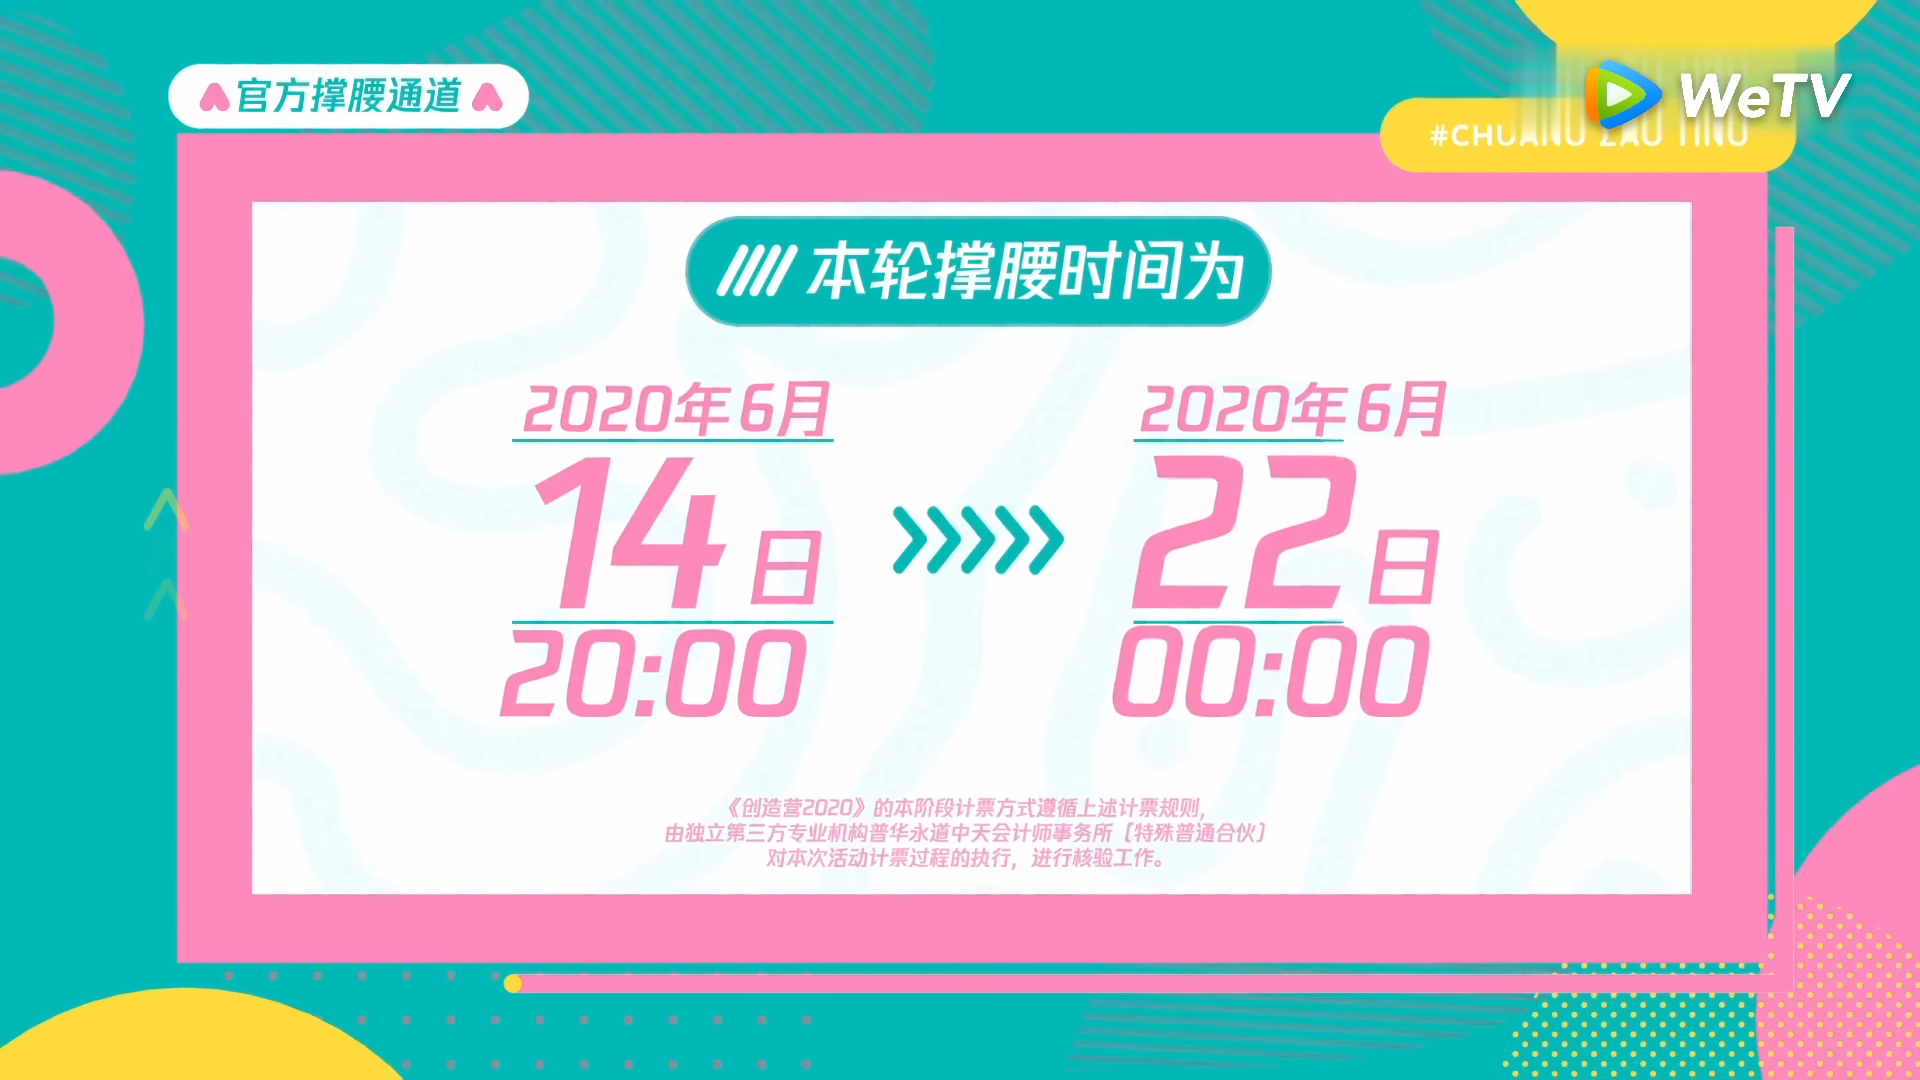 官方撑腰通道
WeTV
本轮撑腰时间为
2020年6月
14日
20:00
2020年6月
22日
00:00
《创造营2020》的本阶段计票方式遵循上述计票规则，
由独立第三方专业机构普华永道中天会计师事务所〔特殊普通合伙〕
对本次活动计票过程的执行，进行核验工作。